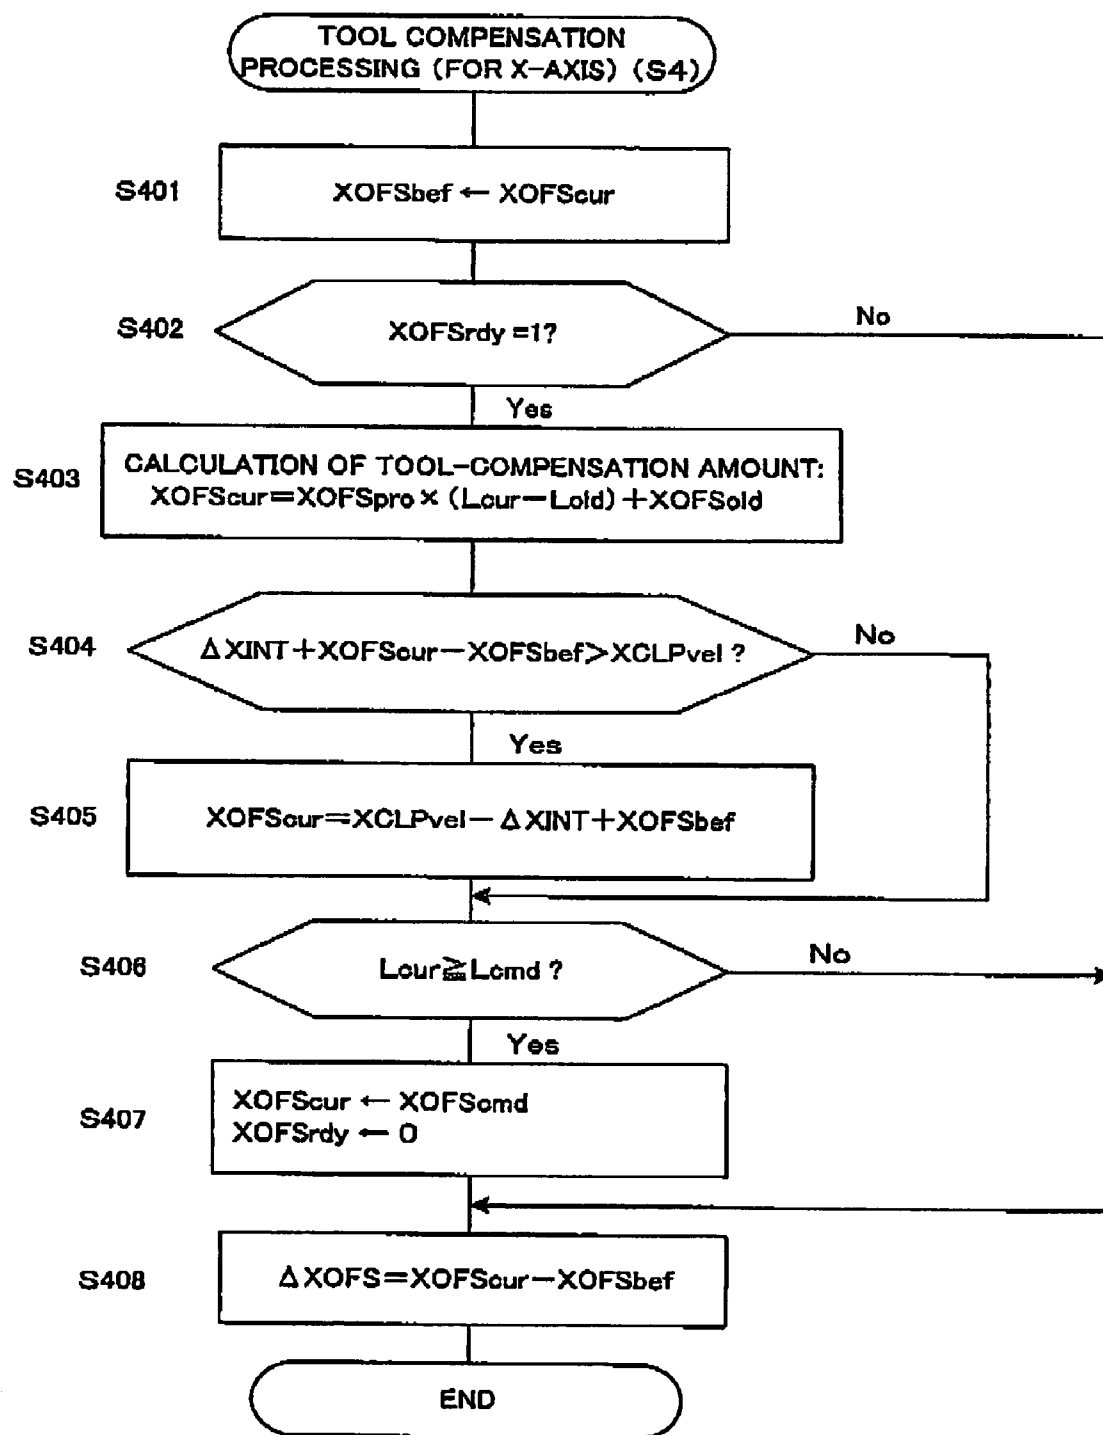 TOOL COMPENSATION
PROCESSING (FOR X-AXIS) (S4)
S401
XOFSbef ← XOFScur
S402
XOFSrdy =1?
No
Yes
S403
CALCULATION OF TOOL-COMPENSATION AMOUNT:
XOFScur=XOFSpro × (Lcur-Lold)+XOFSold
S404
ΔXINT+XOFScur-XOFSbef>XCLPvel ?
No
Yes
S405
XOFScur=XCLPvel-ΔXINT+XOFSbef
S406
Lcur≧Lcmd ?
No
Yes
S407
XOFScur ← XOFScmd
XOFSrdy ← 0
S408
ΔXOFS=XOFScur-XOFSbef
END